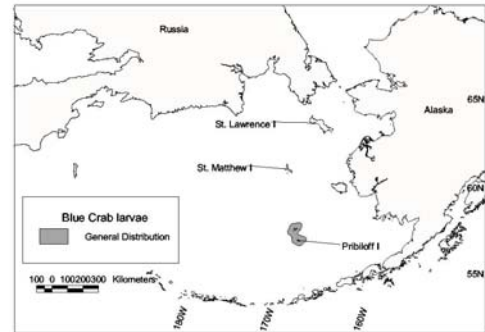 Russia
Alaska
65N
St. Lawrence I
St. Matthew I
60N
Blue Crab larvae
General Distribution
Pribiloff I
55N
100 0 100200300 Kilometers
180W
170W
160W